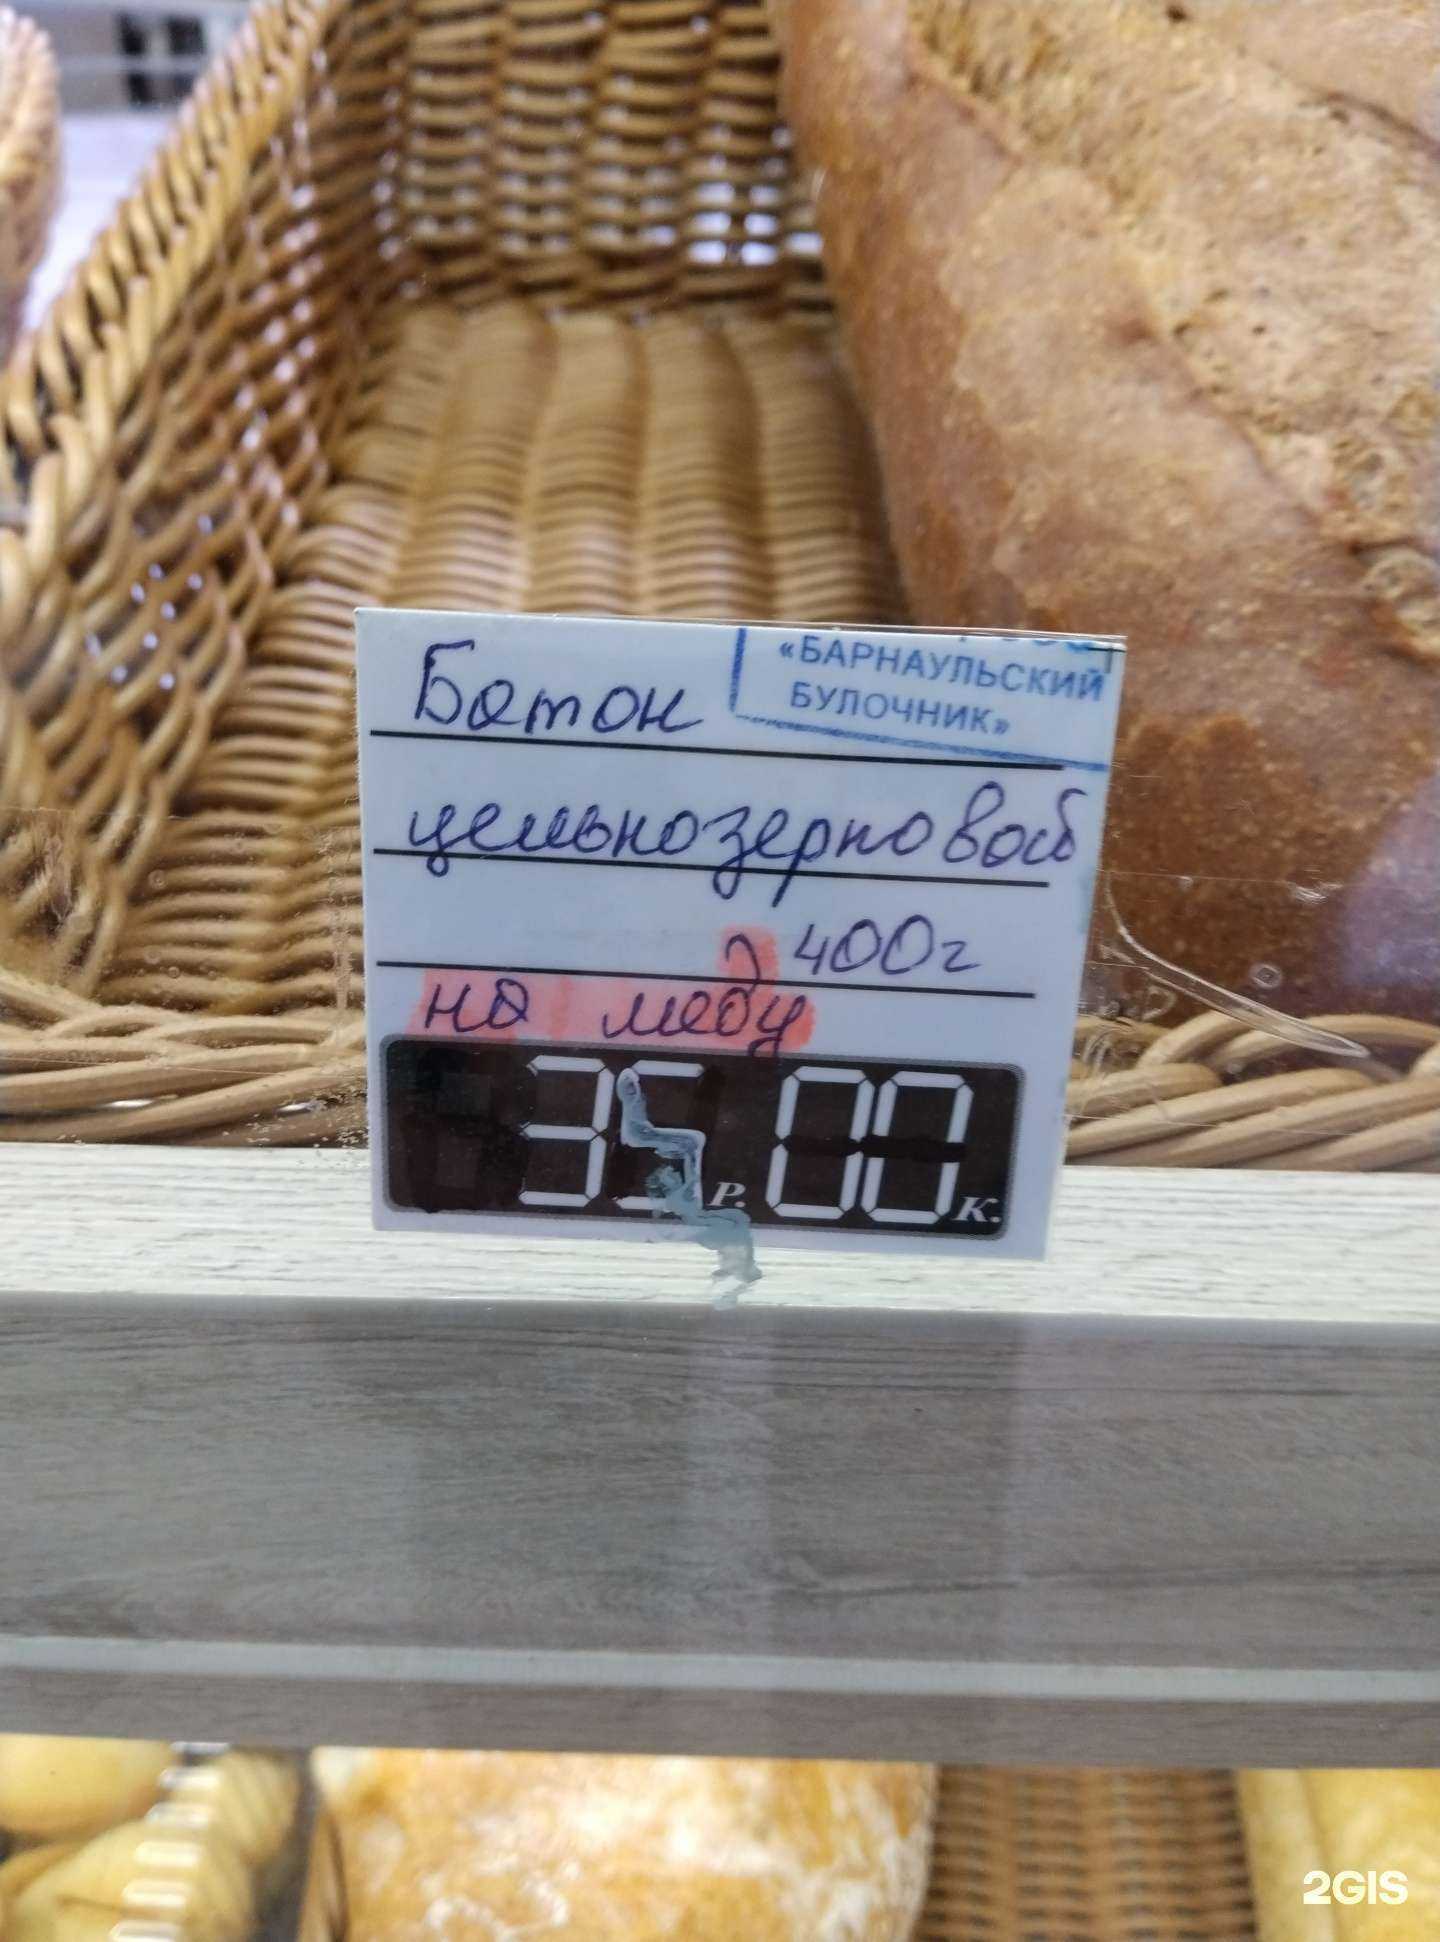 Батон
«БАРНАУЛЬСКИЙ
БУЛОЧНИК»
цельнозерновой
400г
на меду
35 Р. 00 К.
2GIS